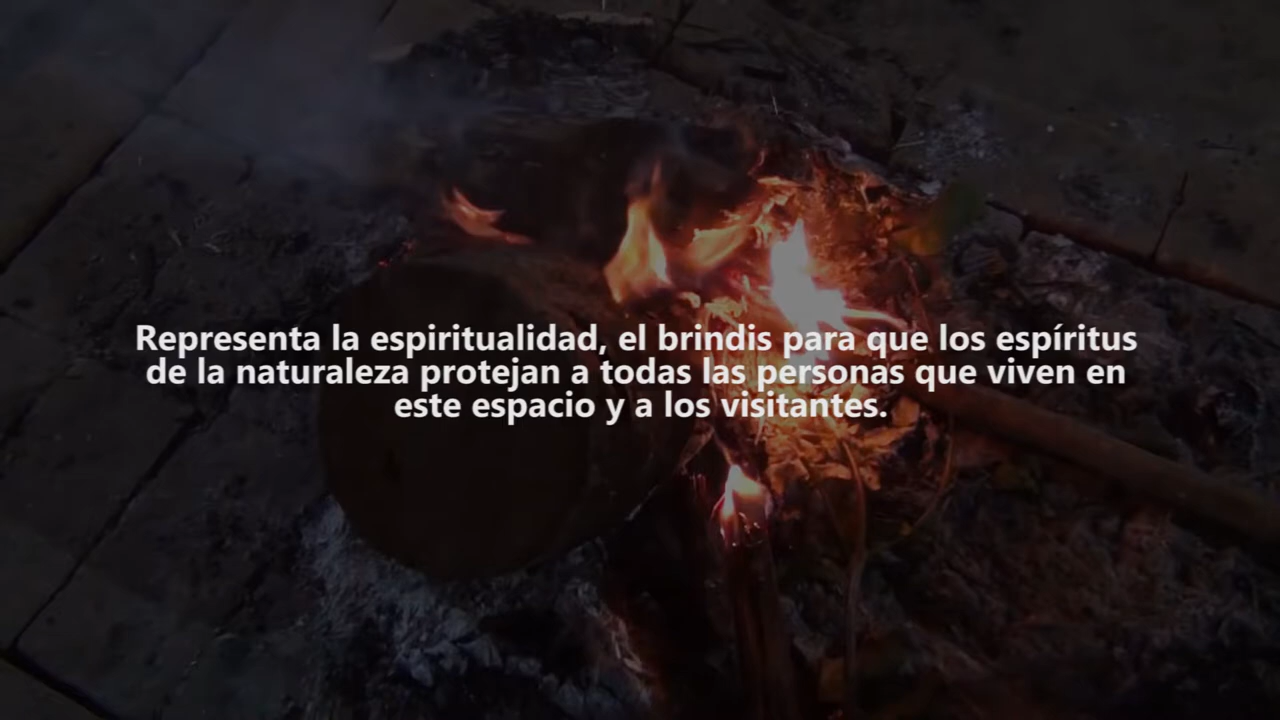 Representa la espiritualidad, el brindis para que los espíritus
de la naturaleza protejan a todas las personas que viven en
este espacio y a los visitantes.